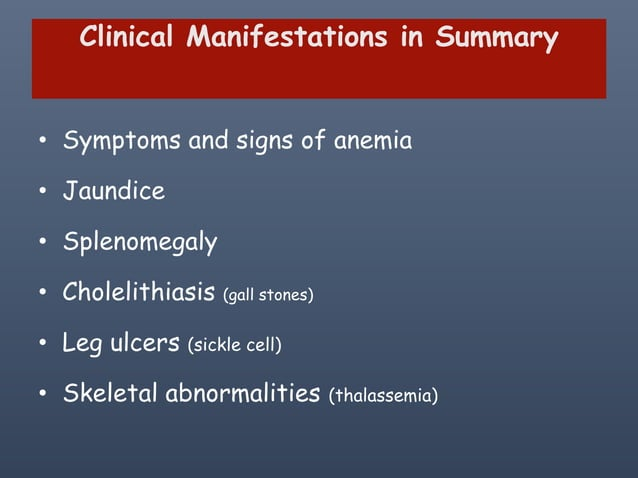 Clinical Manifestations in Summary
• Symptoms and signs of anemia
• Jaundice
• Splenomegaly
• Cholelithiasis (gall stones)
• Leg ulcers (sickle cell)
• Skeletal abnormalities (thalassemia)